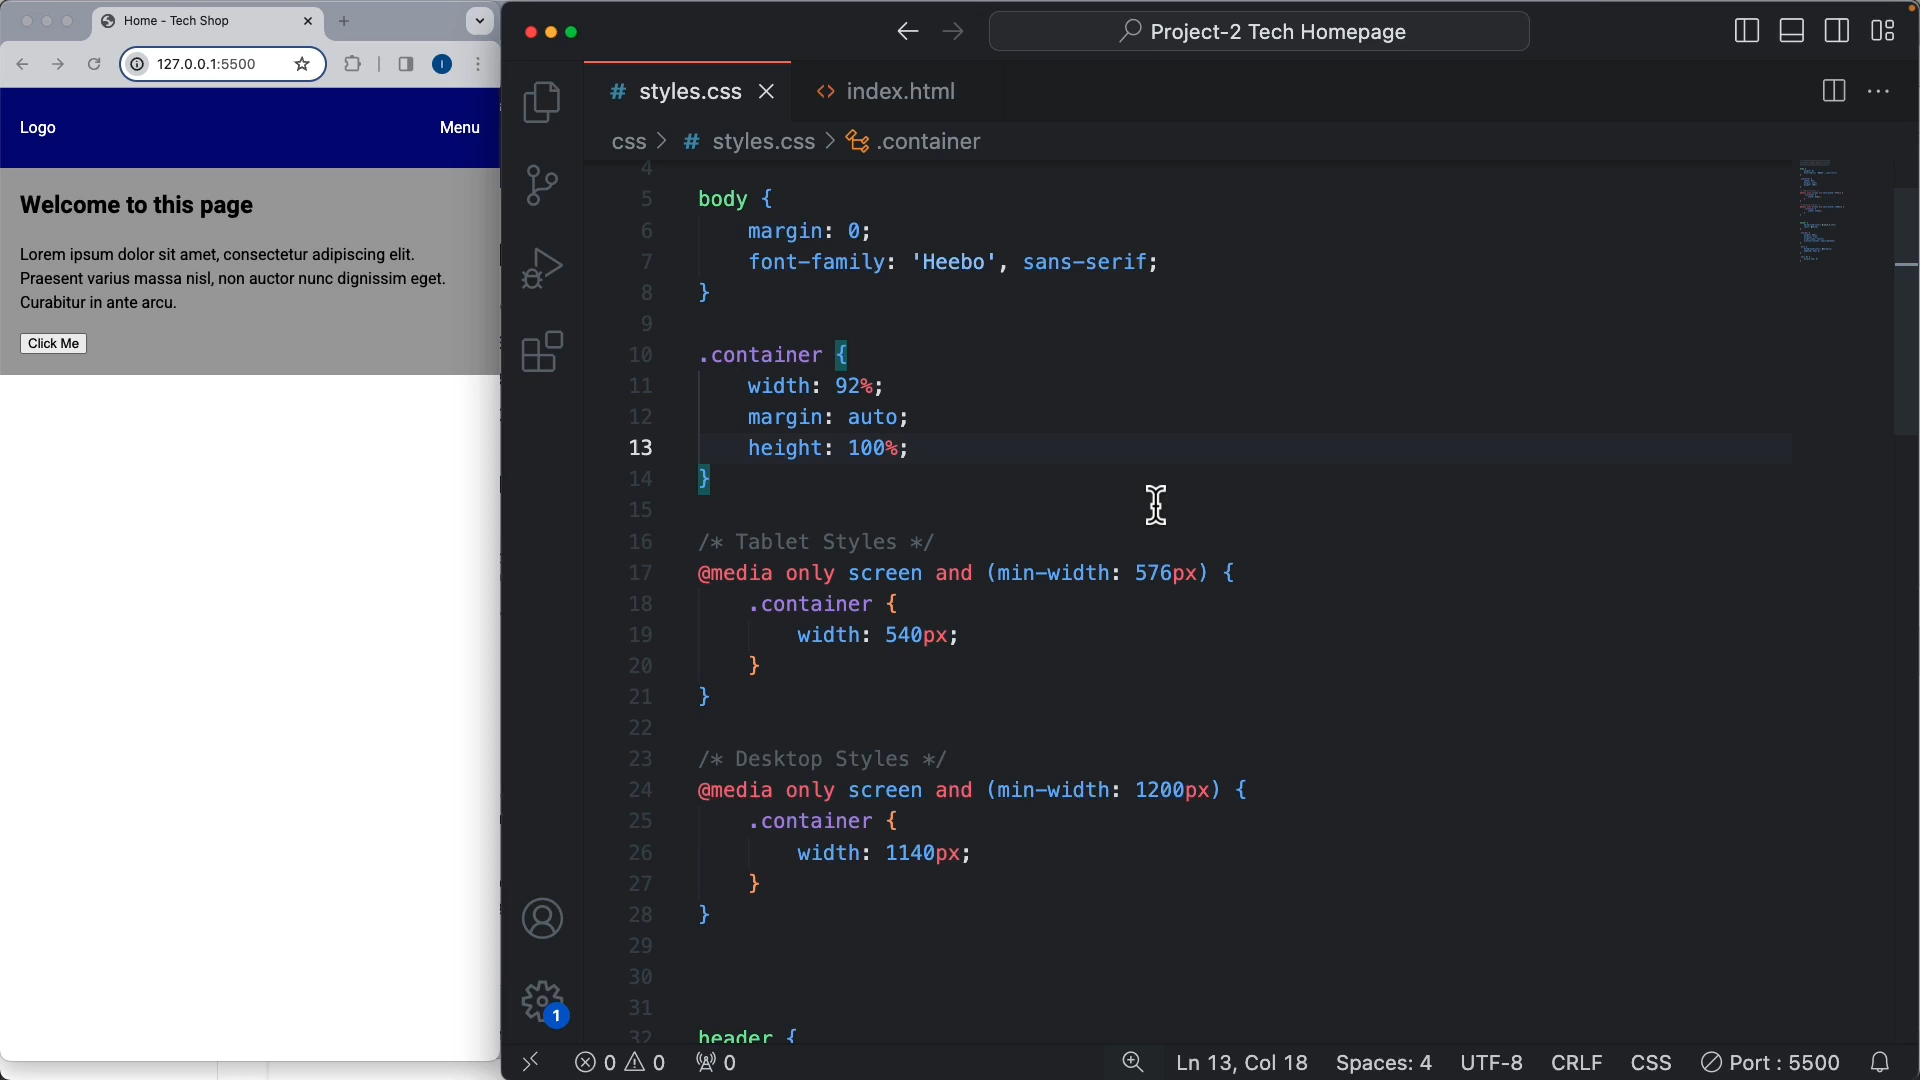 Home - Tech Shop
127.0.0.1:5500
I
Logo
Menu
Welcome to this page
Lorem ipsum dolor sit amet, consectetur adipiscing elit.
Praesent varius massa nisl, non auctor nunc dignissim eget.
Curabitur in ante arcu.
Click Me
Project-2 Tech Homepage
# styles.css
<> index.html
css > # styles.css > .container
4
5 body {
6 margin: 0;
7 font-family: 'Heebo', sans-serif;
8 }
9
10 .container {
11 width: 92%;
12 margin: auto;
13 height: 100%;
14 }
15
16 /* Tablet Styles */
17 @media only screen and (min-width: 576px) {
18 .container {
19 width: 540px;
20 }
21 }
22
23 /* Desktop Styles */
24 @media only screen and (min-width: 1200px) {
25 .container {
26 width: 1140px;
27 }
28 }
29
30
31
32 header {
1
0 0 0 Ln 13, Col 18 Spaces: 4 UTF-8 CRLF CSS Port : 5500